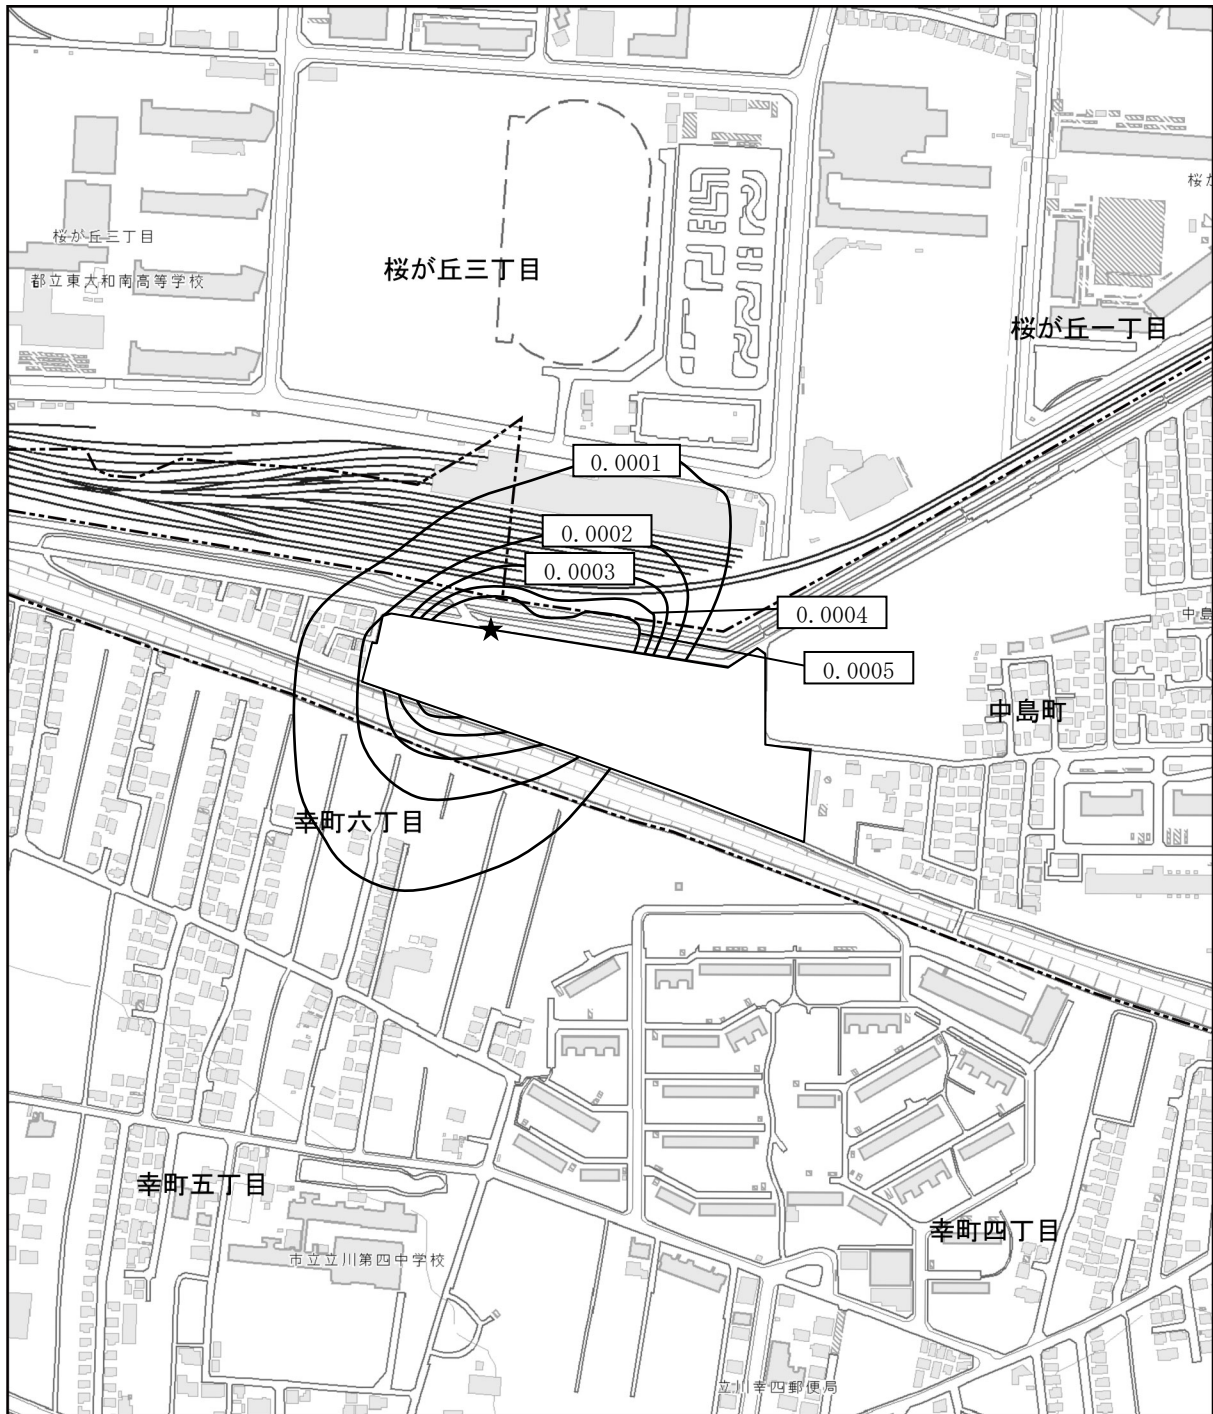 桜が
桜が丘三丁目
桜が丘三丁目
都立東大和南高等学校
桜が丘一丁目
0.0001
0.0002
0.0003
0.0004
中島
0.0005
中島町
幸町六丁目
幸町五丁目
幸町四丁目
市立立川第四中学校
立川幸四郵便局